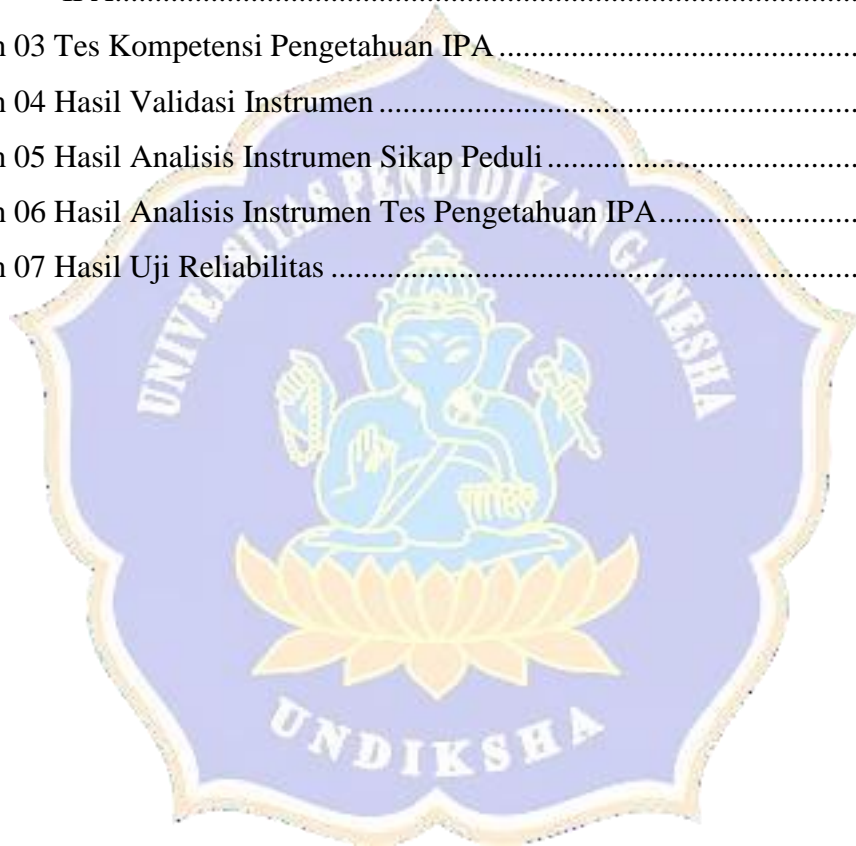 IPA....................................................................................................
n 03 Tes Kompetensi Pengetahuan IPA..............................................
n 04 Hasil Validasi Instrumen.............................................................
n 05 Hasil Analisis Instrumen Sikap Peduli........................................
n 06 Hasil Analisis Instrumen Tes Pengetahuan IPA..........................
n 07 Hasil Uji Reliabilitas...................................................................
UNIVERSITAS PENDIDIKAN GANESHA
UNDIKSHA